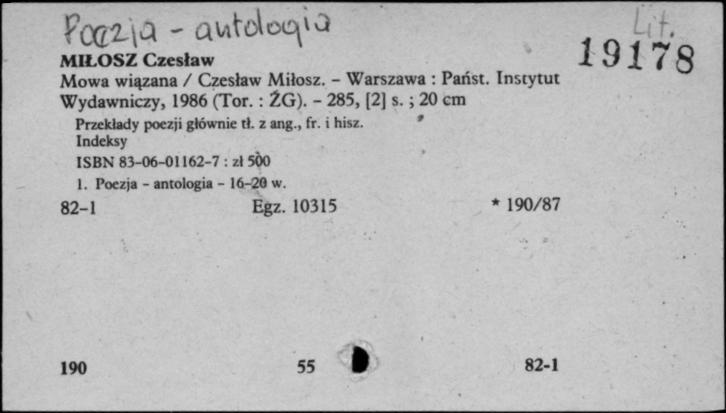 Poezja - antologia
Lit.
19178
MIŁOSZ Czesław
Mowa wiązana / Czesław Miłosz. – Warszawa : Państ. Instytut
Wydawniczy, 1986 (Tor. : ŻG). – 285, [2] s. ; 20 cm
Przekłady poezji głównie tł. z ang., fr. i hisz.
Indeksy
ISBN 83-06-01162-7 : zł 500
1. Poezja – antologia – 16-20 w.
82-1 Egz. 10315 * 190/87
190 55 82-1